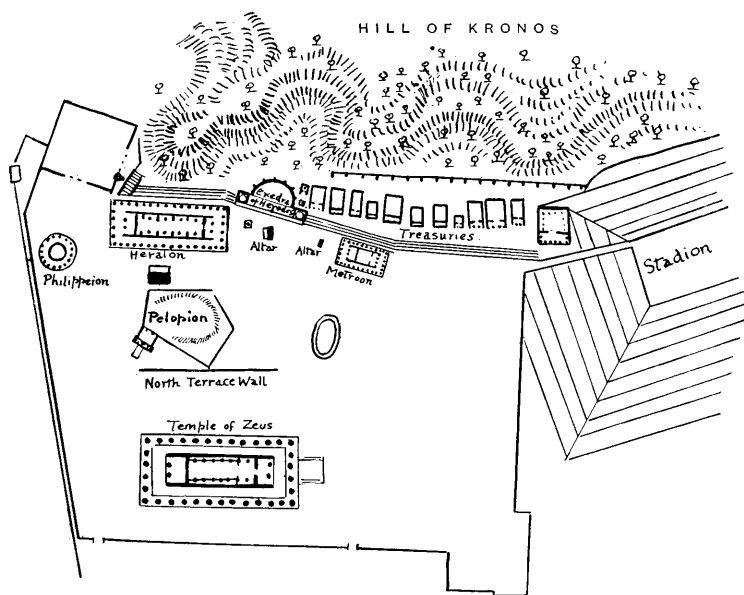 HILL OF KRONOS
Exedra
of Herodes
Heraion
Altar
Altar
Metroon
Treasuries.
Stadion
Philippeion
Pelopion
North Terrace Wall
Temple of Zeus